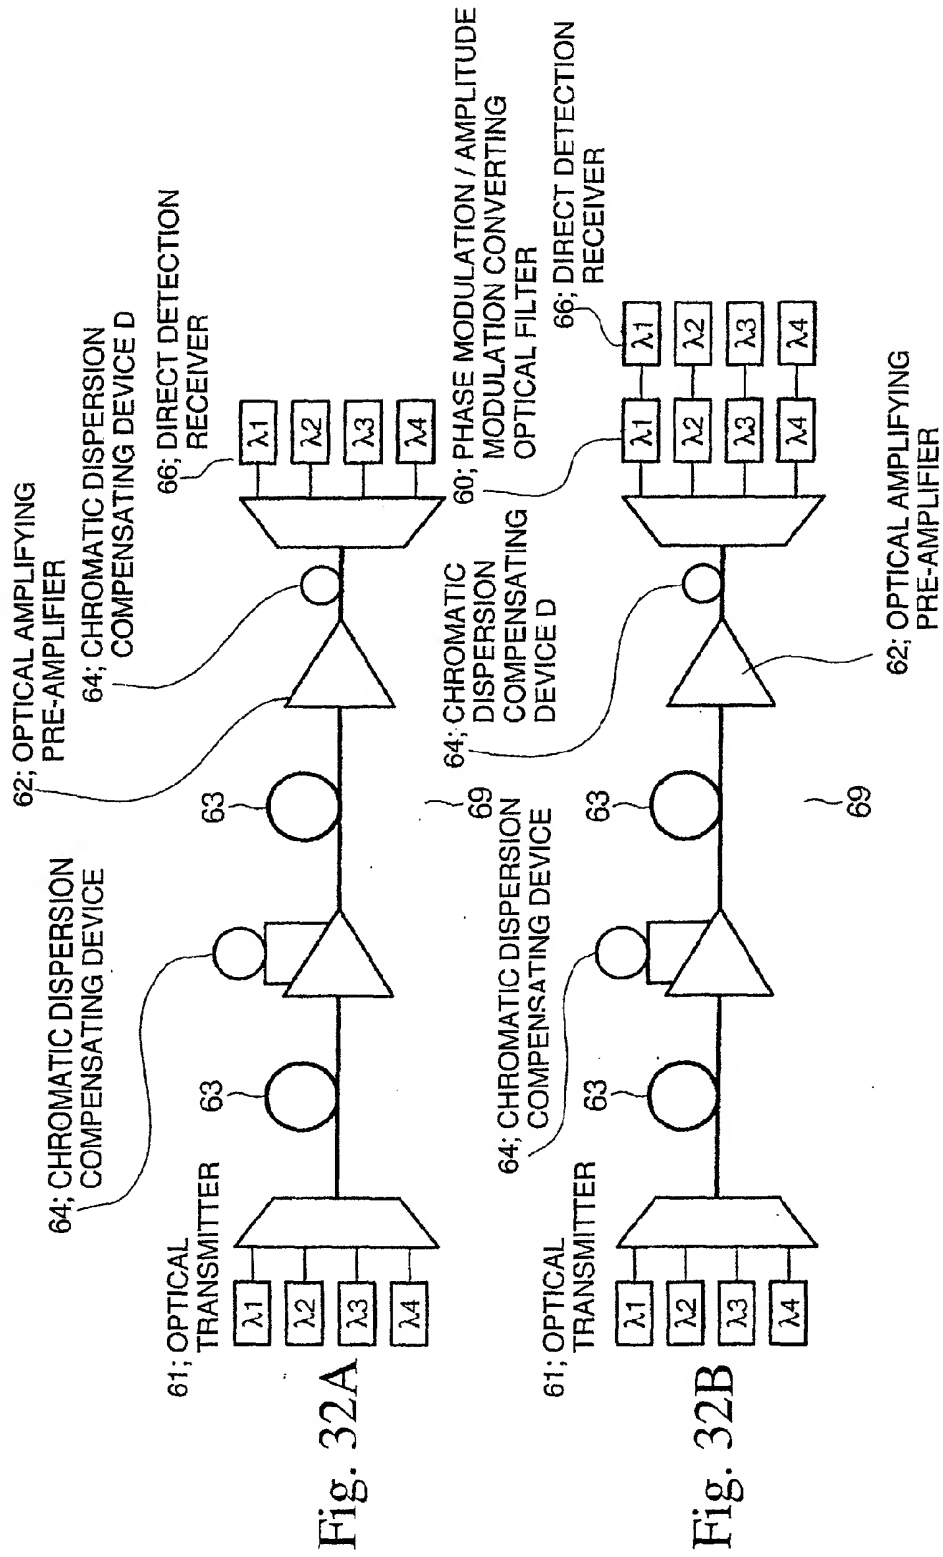 Fig. 32A
61; OPTICAL
TRANSMITTER
λ1
λ2
λ3
λ4
64; CHROMATIC DISPERSION
COMPENSATING DEVICE
63
63
69
62; OPTICAL AMPLIFYING
PRE-AMPLIFIER
64; CHROMATIC DISPERSION
COMPENSATING DEVICE D
66; DIRECT DETECTION
RECEIVER
λ1
λ2
λ3
λ4
Fig. 32B
61; OPTICAL
TRANSMITTER
λ1
λ2
λ3
λ4
64; CHROMATIC DISPERSION
COMPENSATING DEVICE
63
63
69
64; CHROMATIC
DISPERSION
COMPENSATING
DEVICE D
60; PHASE MODULATION / AMPLITUDE
MODULATION CONVERTING
OPTICAL FILTER
66; DIRECT DETECTION
RECEIVER
λ1
λ1
λ2
λ2
λ3
λ3
λ4
λ4
62; OPTICAL AMPLIFYING
PRE-AMPLIFIER